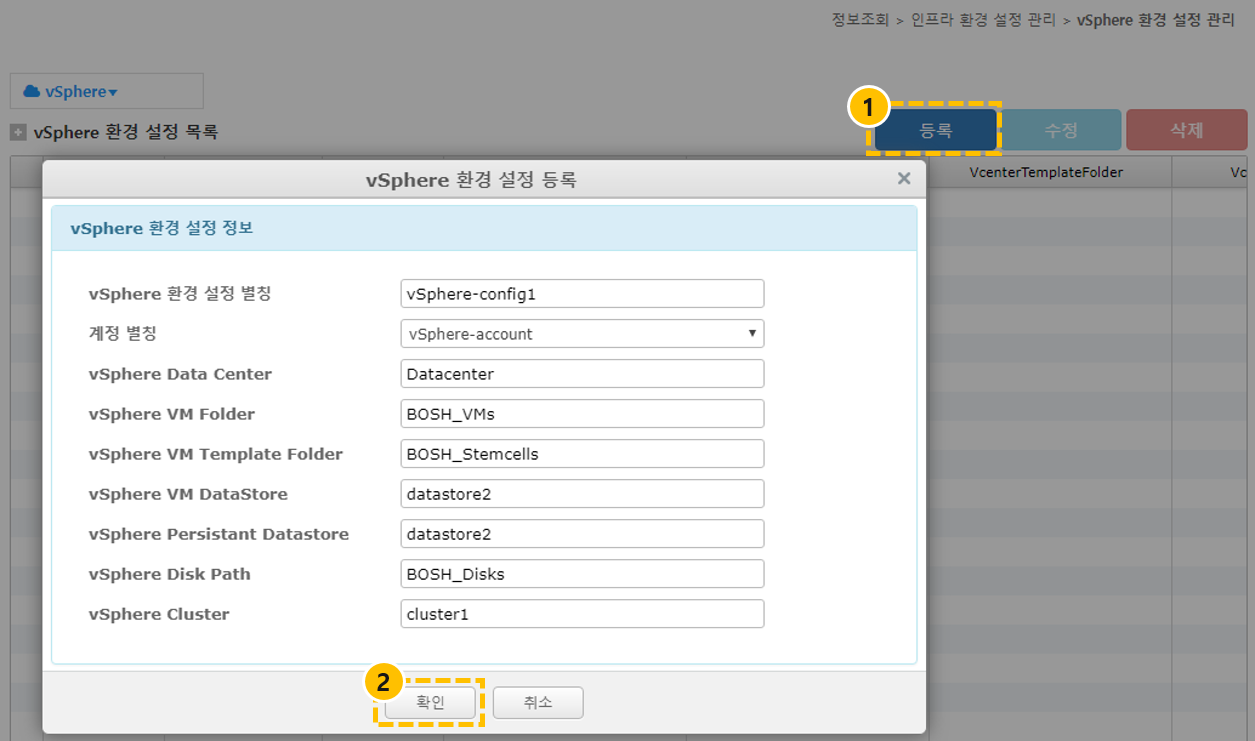 정보조회 > 인프라 환경 설정 관리 > vSphere 환경 설정 관리
vSphere
vSphere 환경 설정 목록
1
등록
수정
삭제
VcenterTemplateFolder
Vc
vSphere 환경 설정 등록
×
vSphere 환경 설정 정보
vSphere 환경 설정 별칭 vSphere-config1
계정 별칭 vSphere-account
vSphere Data Center Datacenter
vSphere VM Folder BOSH_VMs
vSphere VM Template Folder BOSH_Stemcells
vSphere VM DataStore datastore2
vSphere Persistant Datastore datastore2
vSphere Disk Path BOSH_Disks
vSphere Cluster cluster1
2
확인
취소